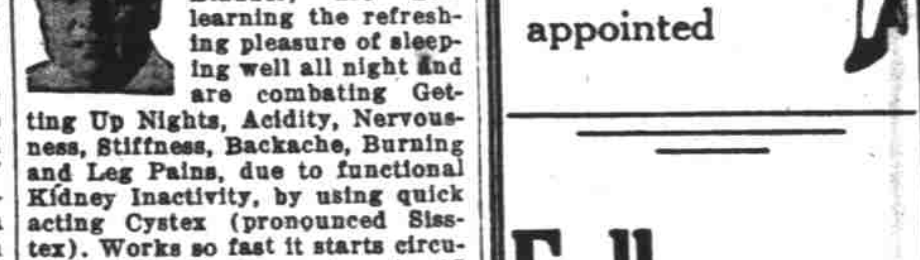 learning the refresh-
ing pleasure of sleep-
ing well all night and
are combating Get-
ting Up Nights, Acidity, Nervous-
ness, Stiffness, Backache, Burning
and Leg Pains, due to functional
Kidney Inactivity, by using quick
acting Cystex (pronounced Siss-
tex). Works so fast it starts circu-
appointed